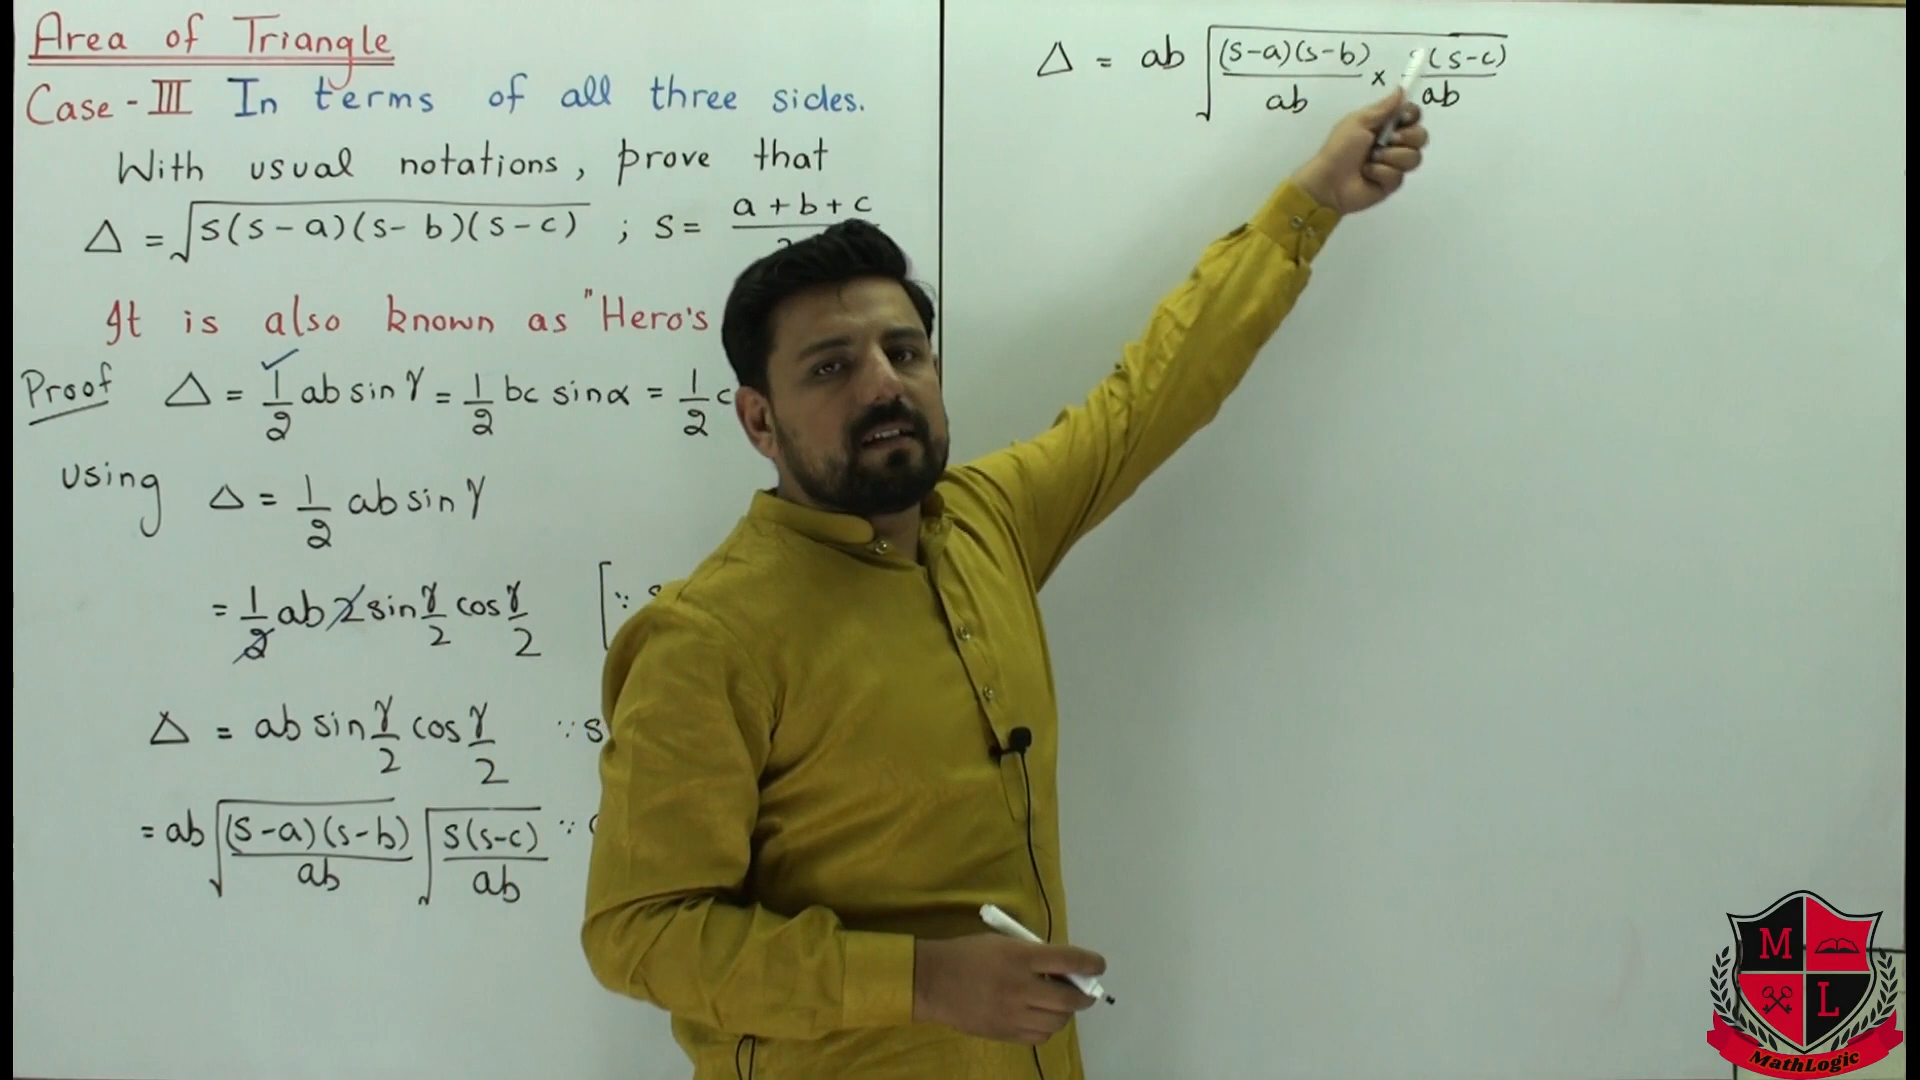 Area of Triangle
Case - III In terms of all three sides.
With usual notations, prove that
Δ = √s(s-a)(s-b)(s-c) ; s = a+b+c
It is also known as "Hero's
Proof Δ = 1/2 ab sin γ = 1/2 bc sin α = 1/2 c
using Δ = 1/2 ab sin γ
= 1/2 ab 2 sin γ/2 cos γ/2 [∵ s
Δ = ab sin γ/2 cos γ/2 ∵ s
= ab √(s-a)(s-b)/ab √s(s-c)/ab ∵
Δ = ab √(s-a)(s-b)/ab × s(s-c)/ab
M
L
MathLogic